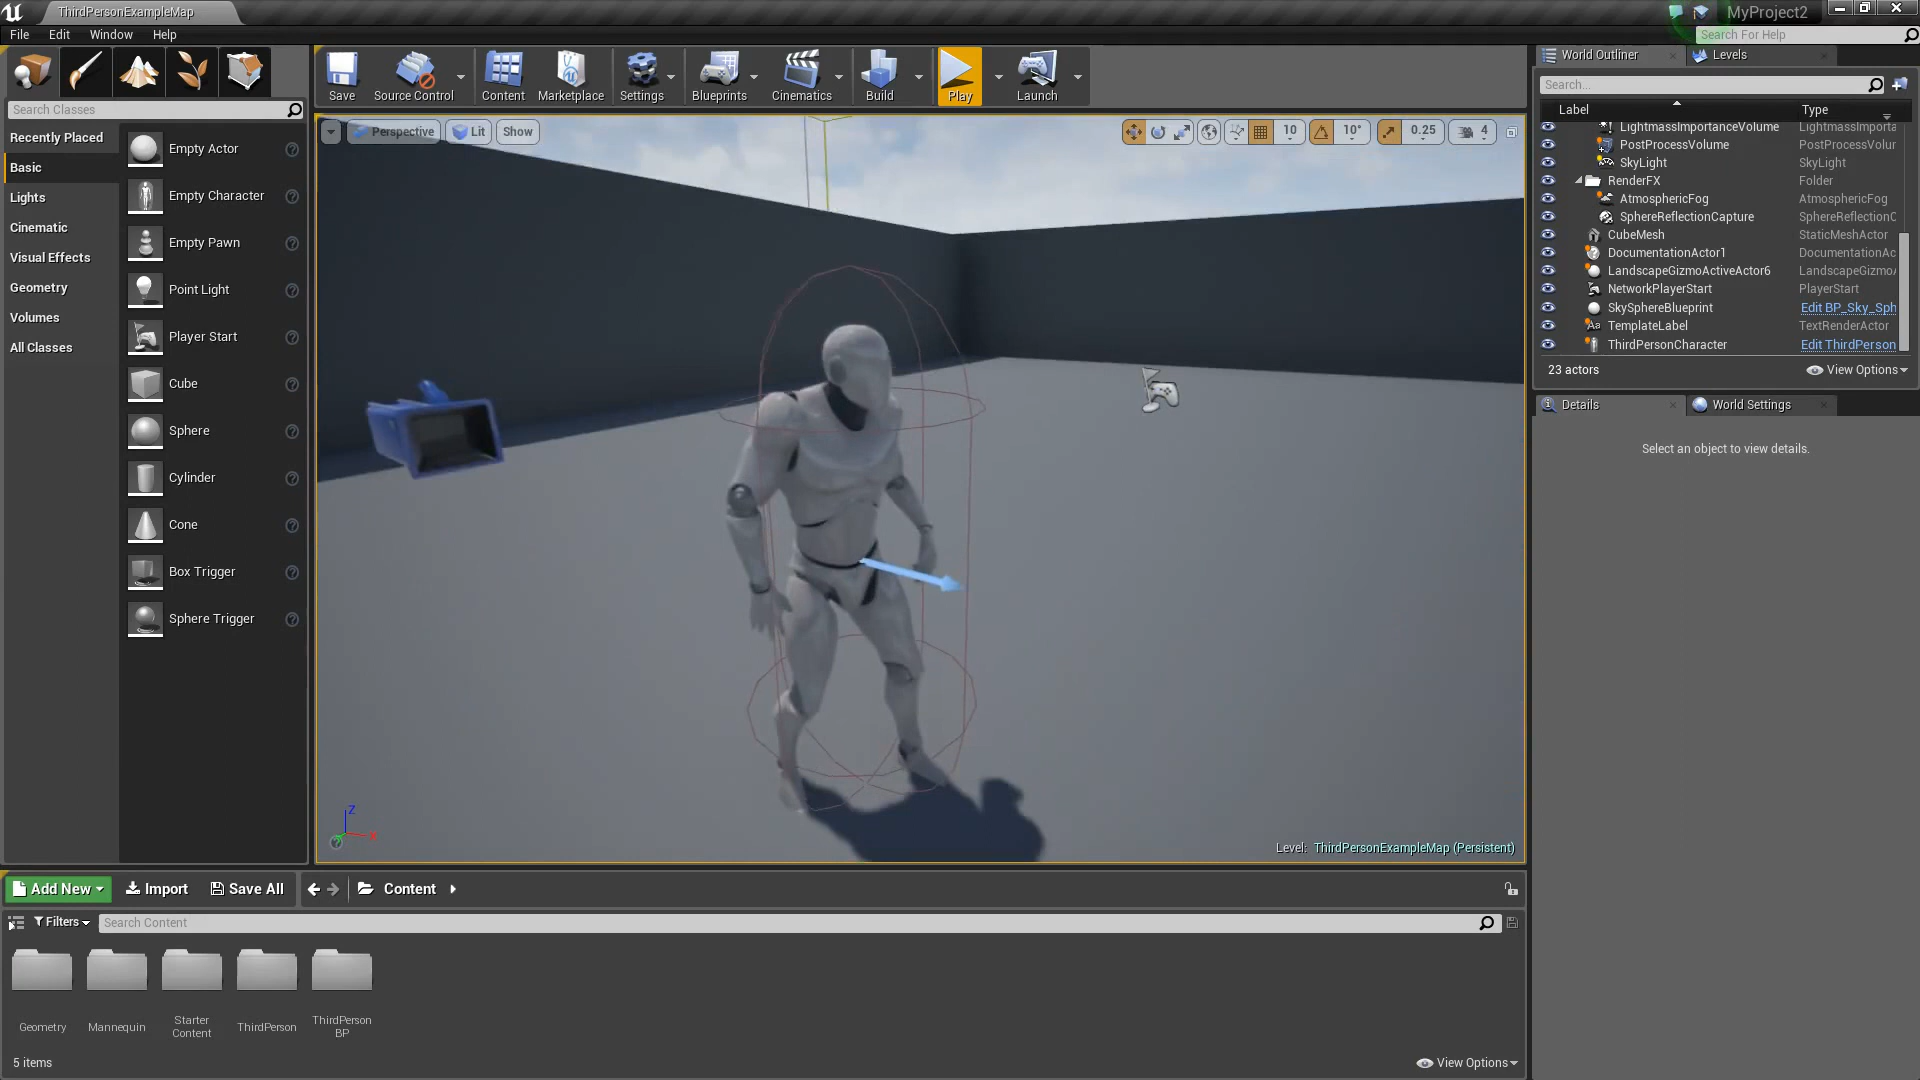 ThirdPersonExampleMap
MyProject2
File Edit Window Help
Search For Help
Save Source Control Content Marketplace Settings Blueprints Cinematics Build Play Launch
World Outliner Levels
Search Classes
Search...
Label Type
Recently Placed
Basic
Lights
Cinematic
Visual Effects
Geometry
Volumes
All Classes
Empty Actor
Empty Character
Empty Pawn
Point Light
Player Start
Cube
Sphere
Cylinder
Cone
Box Trigger
Sphere Trigger
Perspective Lit Show
10 10° 0.25 4
LightmassImportanceVolume LightmassImporta
PostProcessVolume PostProcessVolur
SkyLight SkyLight
RenderFX Folder
AtmosphericFog AtmosphericFog
SphereReflectionCapture SphereReflectionC
CubeMesh StaticMeshActor
DocumentationActor1 DocumentationAc
LandscapeGizmoActiveActor6 LandscapeGizmoA
NetworkPlayerStart PlayerStart
SkySphereBlueprint Edit BP_Sky_Sph
TemplateLabel TextRenderActor
ThirdPersonCharacter Edit ThirdPerson
23 actors View Options
Details World Settings
Select an object to view details.
Z
X
Level: ThirdPersonExampleMap (Persistent)
Add New Import Save All Content
Filters Search Content
Geometry
Mannequin
Starter
Content
ThirdPerson
ThirdPerson
BP
5 items View Options